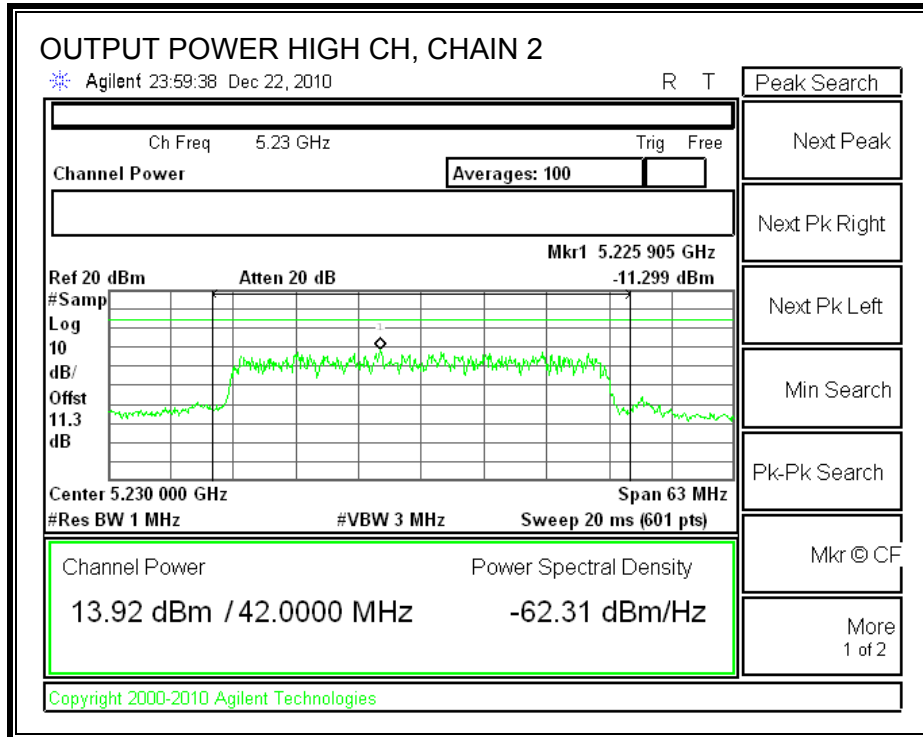 OUTPUT POWER HIGH CH, CHAIN 2
Agilent 23:59:38 Dec 22, 2010 R T
Peak Search
Ch Freq 5.23 GHz Trig Free
Next Peak
Channel Power Averages: 100
Next Pk Right
Mkr1 5.225 905 GHz
Ref 20 dBm Atten 20 dB -11.299 dBm
#Samp
Log
10
dB/
Offst
11.3
dB
1
Next Pk Left
Min Search
Pk-Pk Search
Center 5.230 000 GHz Span 63 MHz
#Res BW 1 MHz #VBW 3 MHz Sweep 20 ms (601 pts)
Mkr © CF
Channel Power Power Spectral Density
13.92 dBm / 42.0000 MHz -62.31 dBm/Hz
More
1 of 2
Copyright 2000-2010 Agilent Technologies